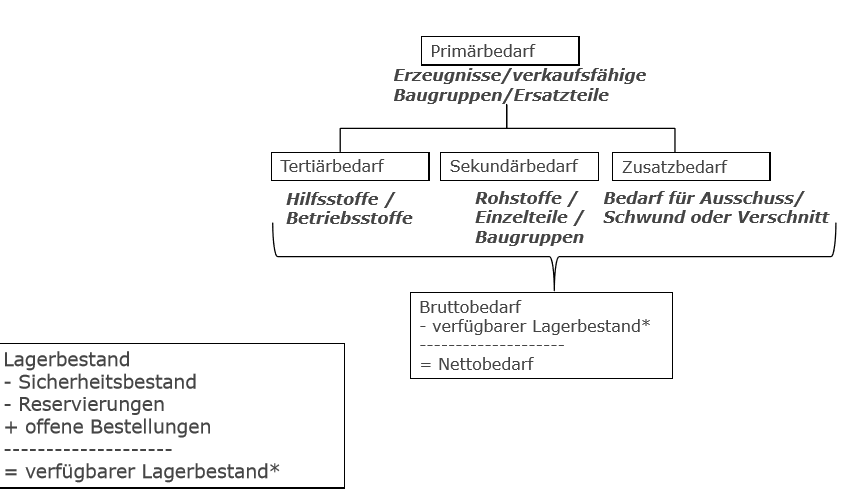 Primärbedarf
Erzeugnisse/verkaufsfähige
Baugruppen/Ersatzteile
Tertiärbedarf
Hilfsstoffe /
Betriebsstoffe
Sekundärbedarf
Rohstoffe /
Einzelteile /
Baugruppen
Zusatzbedarf
Bedarf für Ausschuss/
Schwund oder Verschnitt
Bruttobedarf
- verfügbarer Lagerbestand*
--------------------
= Nettobedarf
Lagerbestand
- Sicherheitsbestand
- Reservierungen
+ offene Bestellungen
--------------------
= verfügbarer Lagerbestand*